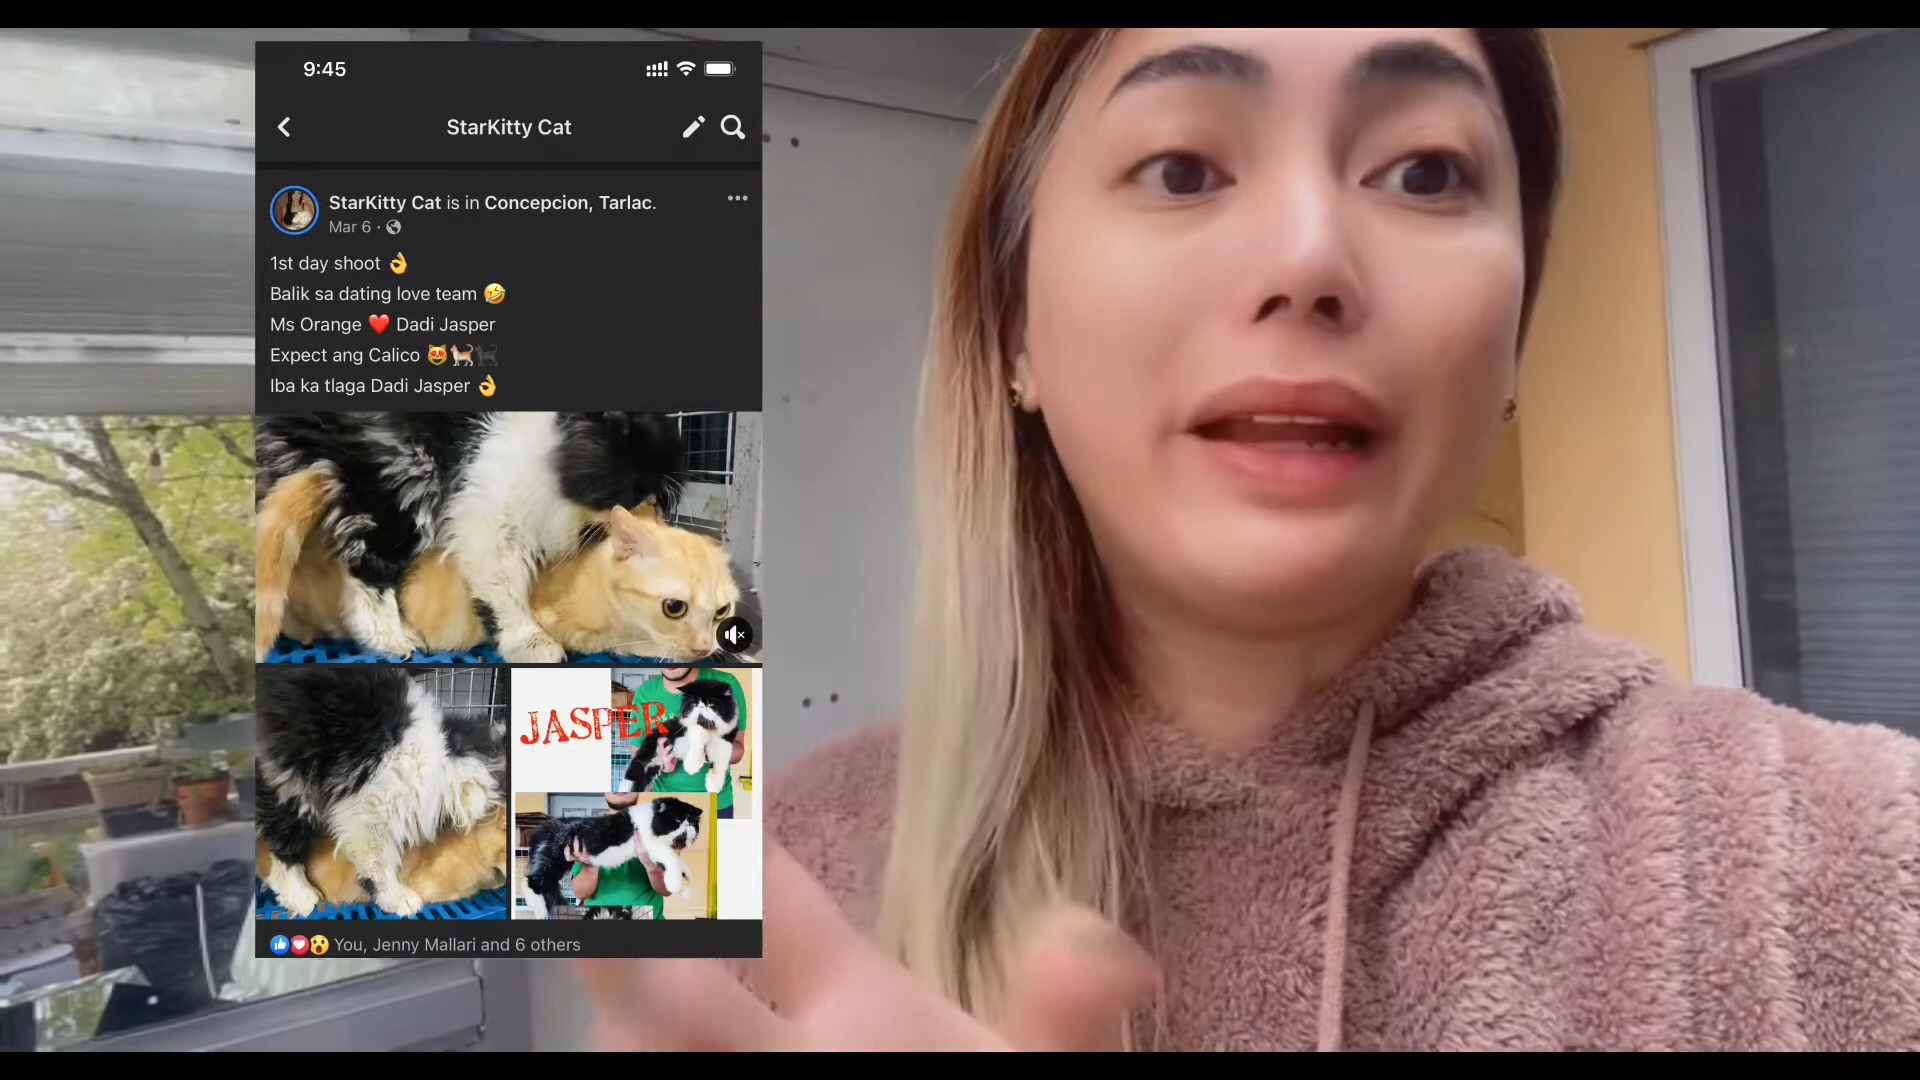 9:45
StarKitty Cat
StarKitty Cat is in Concepcion, Tarlac.
Mar 6 ·
1st day shoot 👌
Balik sa dating love team 🤣
Ms Orange ❤️ Dadi Jasper
Expect ang Calico 😻🐈🐈‍⬛
Iba ka tlaga Dadi Jasper 👌
JASPER
You, Jenny Mallari and 6 others